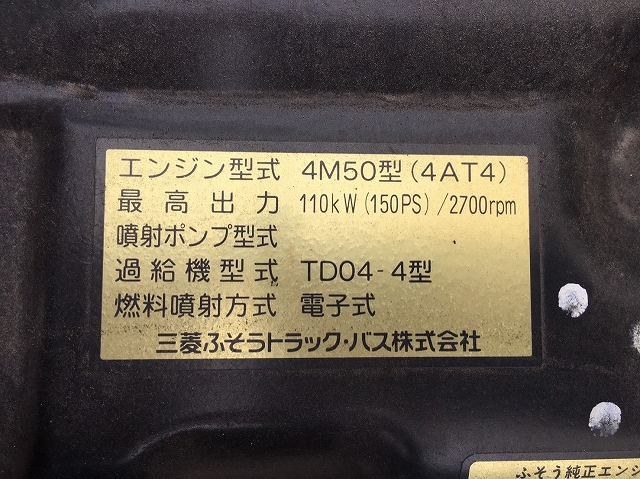 エンジン型式 4M50型(4AT4)
最高出力 110kW(150PS)/2700rpm
噴射ポンプ型式
過給機型式 TD04-4型
燃料噴射方式 電子式
三菱ふそうトラック・バス株式会社
ふそう純正エンジ